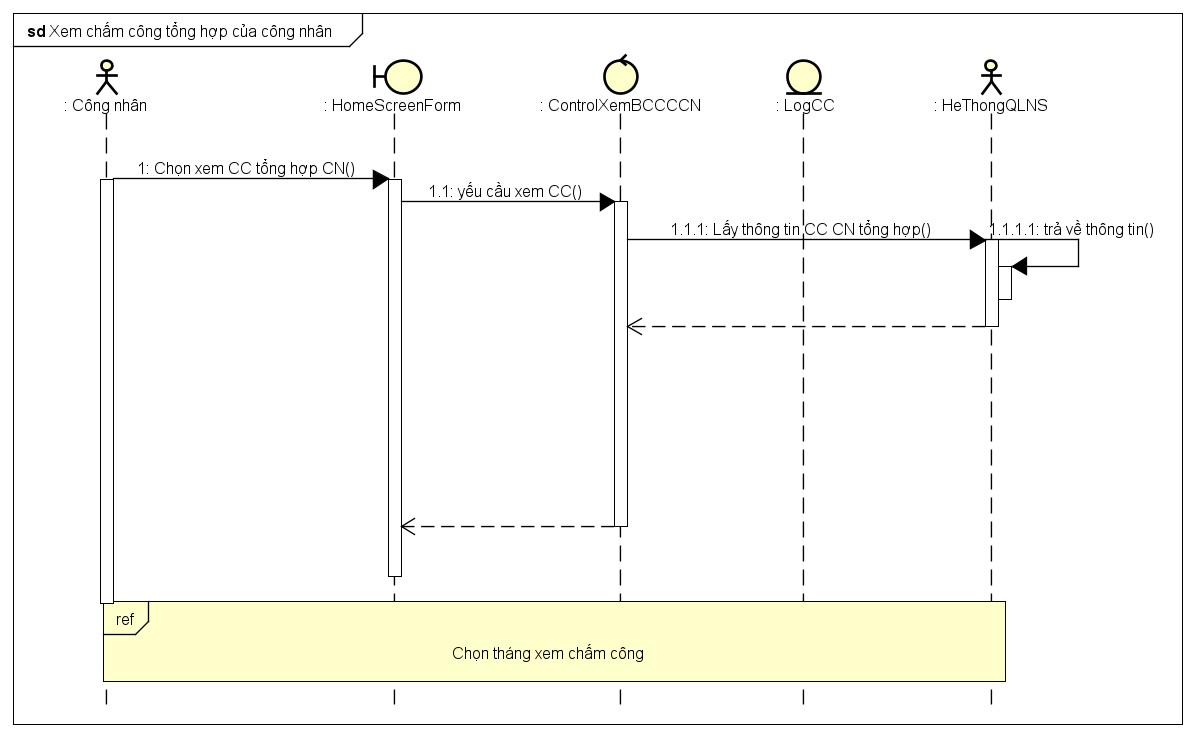 sd Xem chấm công tổng hợp của công nhân
: Công nhân
: HomeScreenForm
: ControlXemBCCCCN
: LogCC
: HeThongQLNS
1: Chọn xem CC tổng hợp CN()
1.1: yếu cầu xem CC()
1.1.1: Lấy thông tin CC CN tổng hợp()
1.1.1.1: trả về thông tin()
ref
Chọn tháng xem chấm công